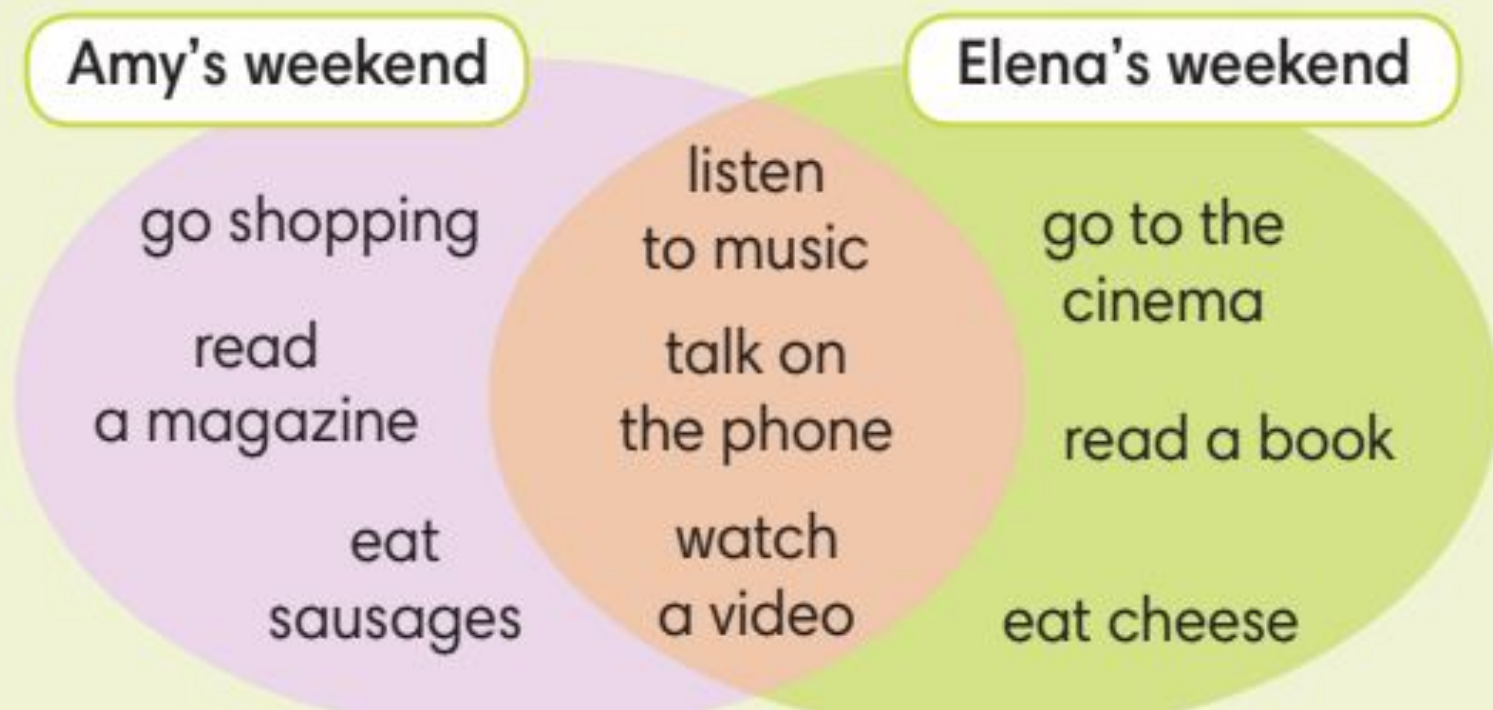 Amy's weekend
Elena's weekend
go shopping
read
a magazine
eat
sausages
listen
to music
talk on
the phone
watch
a video
go to the
cinema
read a book
eat cheese